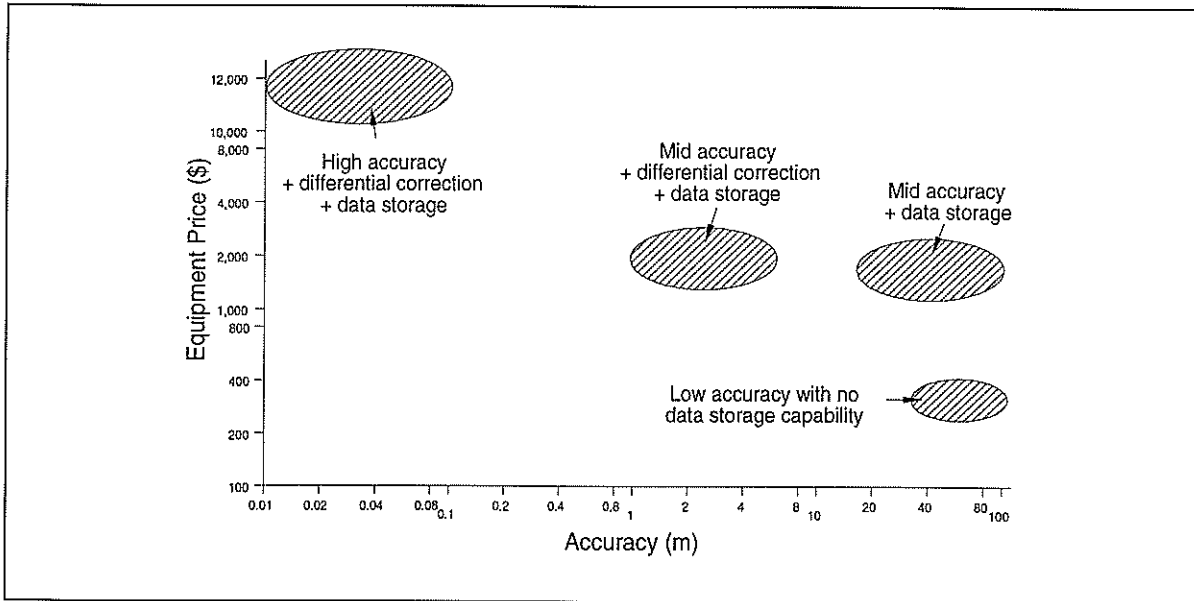 12,000
10,000
8,000
4,000
2,000
1,000
800
400
200
100
Equipment Price ($)
High accuracy
+ differential correction
+ data storage
Mid accuracy
+ differential correction
+ data storage
Mid accuracy
+ data storage
Low accuracy with no
data storage capability
0.01 0.02 0.04 0.08 0.1 0.2 0.4 0.8 1 2 4 8 10 20 40 80 100
Accuracy (m)